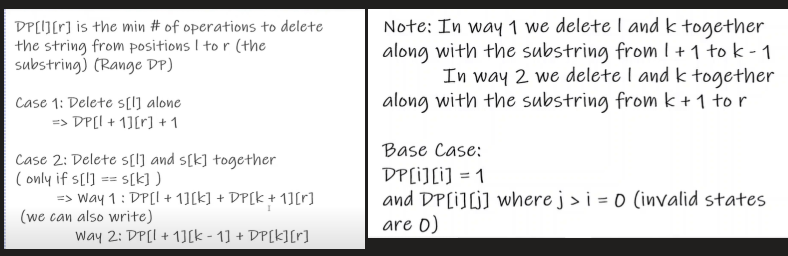 DP[l][r] is the min # of operations to delete
the string from positions l to r (the
substring) (Range DP)
Case 1: Delete s[l] alone
=> DP[l + 1][r] + 1
Case 2: Delete s[l] and s[k] together
( only if s[l] == s[k] )
=> Way 1 : DP[l + 1][k] + DP[k + 1][r]
(we can also write)
Way 2: DP[l + 1][k - 1] + DP[k][r]
Note: In way 1 we delete l and k together
along with the substring from l + 1 to k - 1
In way 2 we delete l and k together
along with the substring from k + 1 to r
Base Case:
DP[i][i] = 1
and DP[i][j] where j > i = 0 (invalid states
are 0)